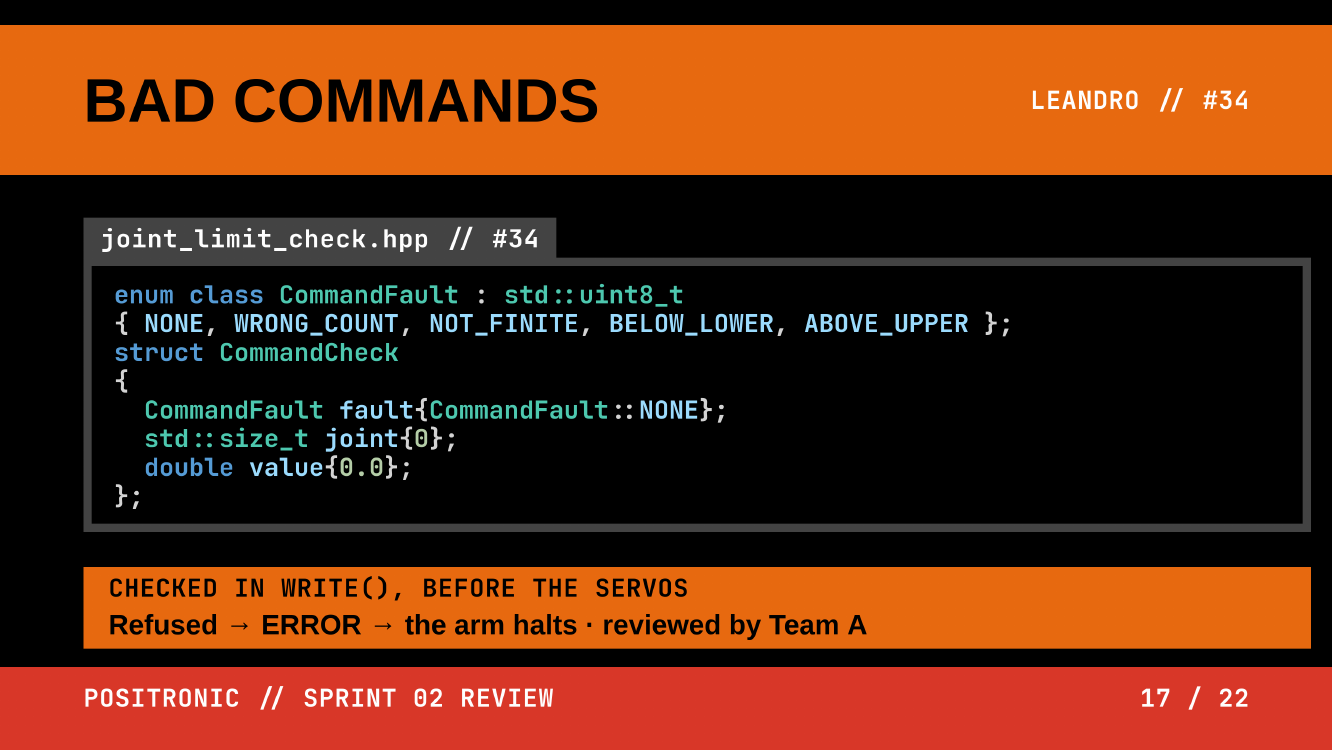 BAD COMMANDS
LEANDRO // #34
joint_limit_check.hpp // #34
enum class CommandFault : std::uint8_t
{ NONE, WRONG_COUNT, NOT_FINITE, BELOW_LOWER, ABOVE_UPPER };
struct CommandCheck
{
  CommandFault fault{CommandFault::NONE};
  std::size_t joint{0};
  double value{0.0};
};
CHECKED IN WRITE(), BEFORE THE SERVOS
Refused → ERROR → the arm halts · reviewed by Team A
POSITRONIC // SPRINT 02 REVIEW
17 / 22